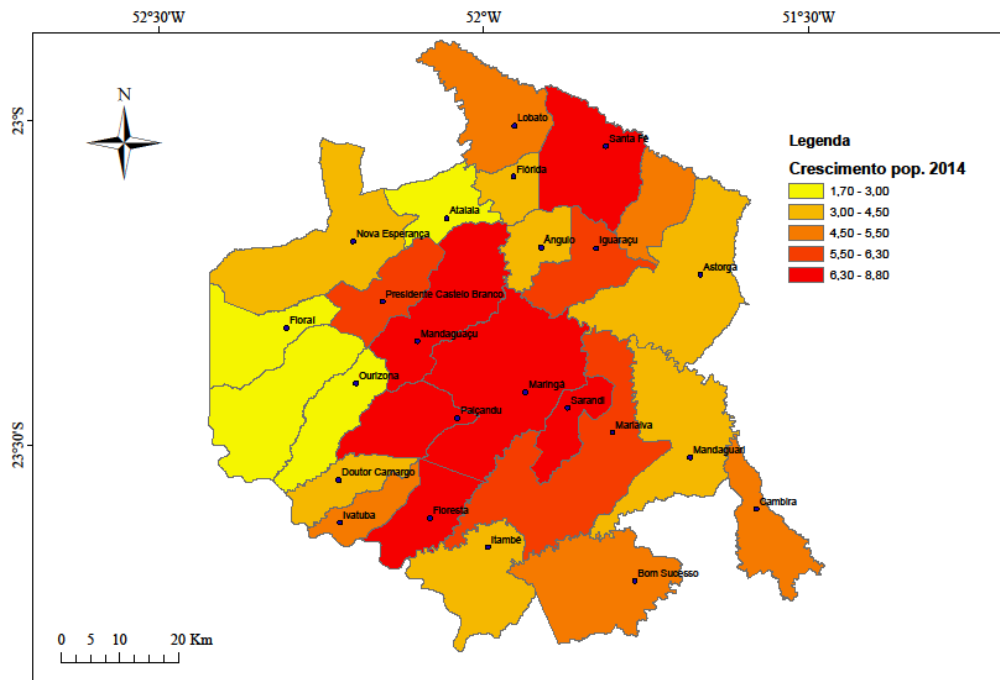 52°30'W 52°W 51°30'W
23°S
23°30'S
N
Lobato
Santa Fé
Flórida
Ataiaia
Nova Esperança
Ângulo
Iguaraçu
Astorga
Presidente Castelo Branco
Floraí
Mandaguaçu
Ourizona
Maringá
Sarandi
Paiçandu
Marialva
Mandaguari
Doutor Camargo
Cambira
Ivatuba
Floresta
Itambé
Bom Sucesso
Legenda
Crescimento pop. 2014
1,70 - 3,00
3,00 - 4,50
4,50 - 5,50
5,50 - 6,30
6,30 - 8,80
0 5 10 20 Km